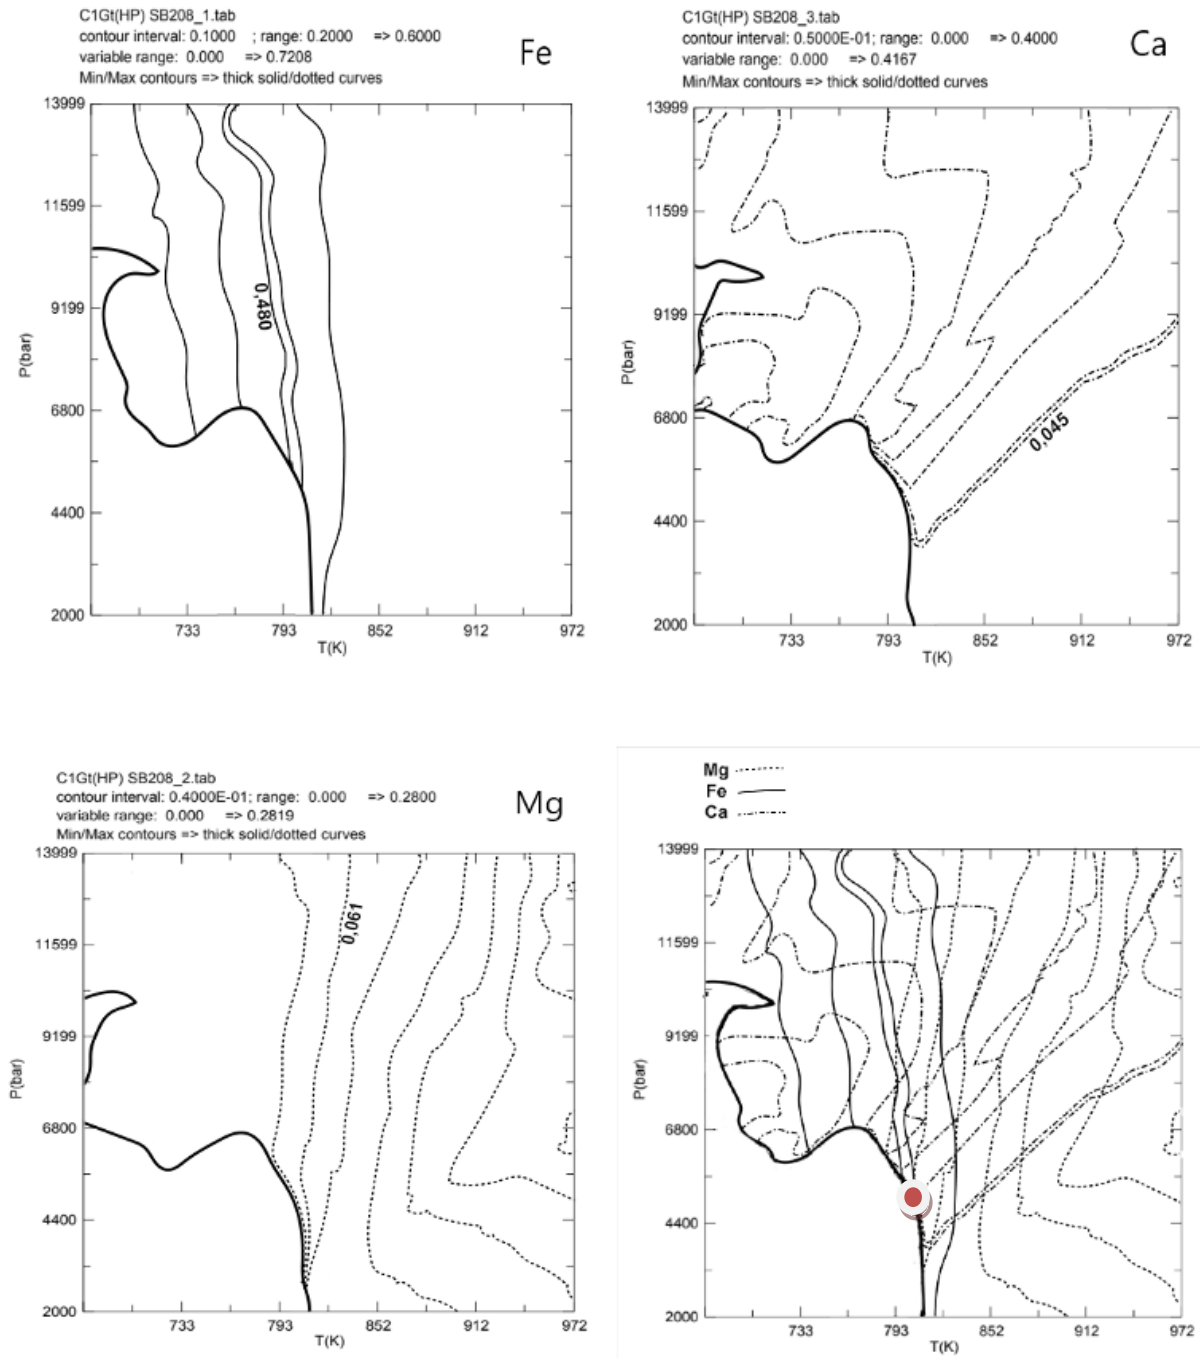 C1Gt(HP) SB208_1.tab
contour interval: 0.1000 ; range: 0.2000 => 0.6000
variable range: 0.000 => 0.7208
Min/Max contours => thick solid/dotted curves
Fe
13999
11599
9199
6800
4400
2000
P(bar)
0,480
733 793 852 912 972
T(K)
C1Gt(HP) SB208_3.tab
contour interval: 0.5000E-01; range: 0.000 => 0.4000
variable range: 0.000 => 0.4167
Min/Max contours => thick solid/dotted curves
Ca
13999
11599
9199
6800
4400
2000
P(bar)
0,045
733 793 852 912 972
T(K)
C1Gt(HP) SB208_2.tab
contour interval: 0.4000E-01; range: 0.000 => 0.2800
variable range: 0.000 => 0.2819
Min/Max contours => thick solid/dotted curves
Mg
13999
11599
9199
6800
4400
2000
P(bar)
0,061
733 793 852 912 972
T(K)
Mg
Fe
Ca
13999
11599
9199
6800
4400
2000
P(bar)
733 793 852 912 972
T(K)